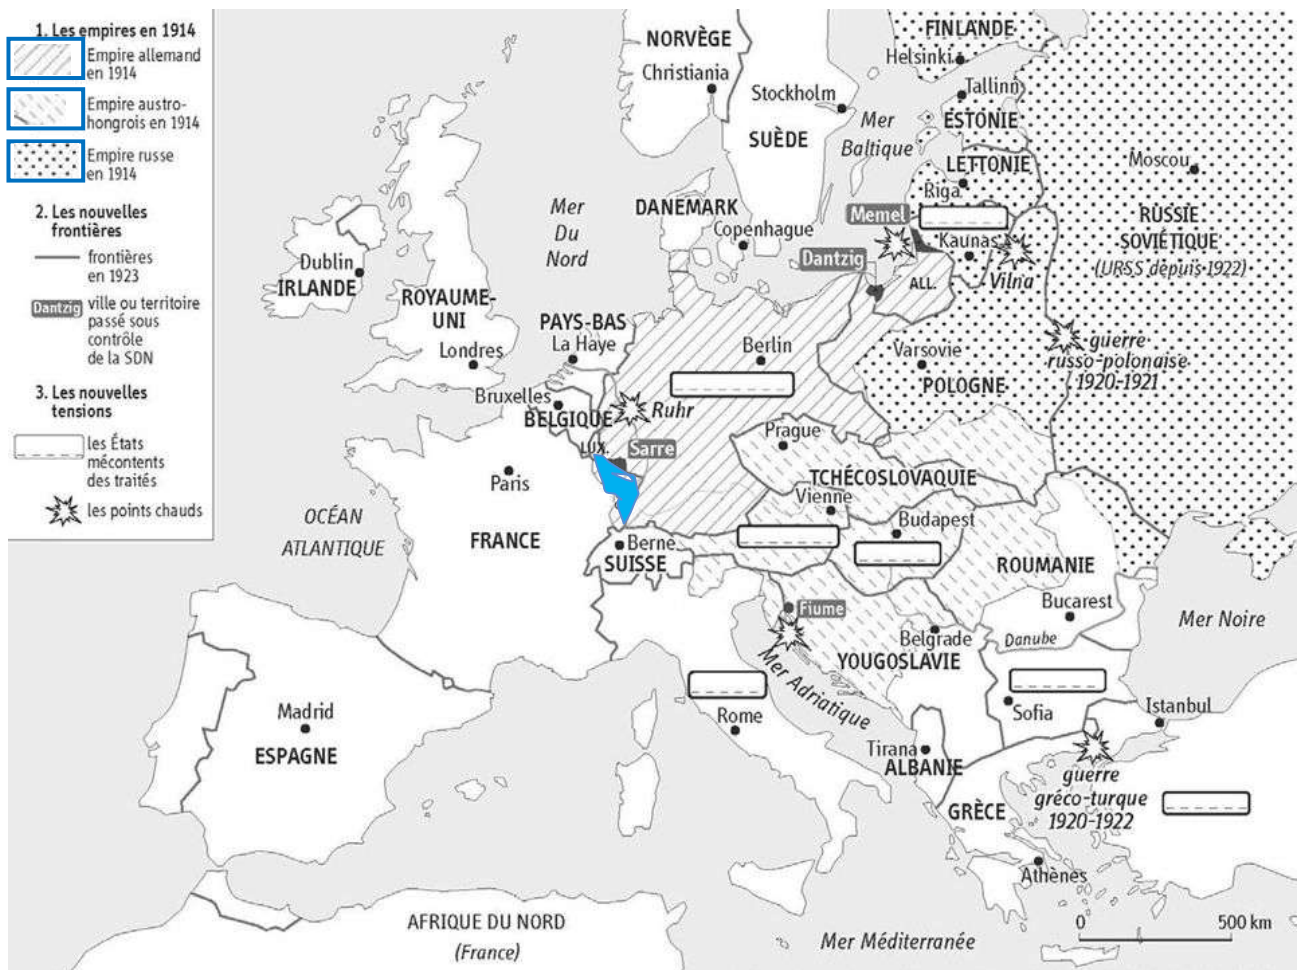 1. Les empires en 1914
Empire allemand
en 1914
Empire austro-
hongrois en 1914
Empire russe
en 1914
2. Les nouvelles
frontières
frontières
en 1923
Dantzig
ville ou territoire
passé sous
contrôle
de la SDN
3. Les nouvelles
tensions
les États
mécontents
des traités
les points chauds
NORVÈGE
Christiania
Stockholm
SUÈDE
FINLANDE
Helsinki
Tallinn
ESTONIE
Mer
Baltique
LETTONIE
Riga
Moscou
RUSSIE
SOVIÉTIQUE
(URSS depuis 1922)
Mer
Du
Nord
DANEMARK
Copenhague
Memel
Kaunas
Vilna
Dantzig
ALL.
Dublin
IRLANDE
ROYAUME-
UNI
Londres
PAYS-BAS
La Haye
Berlin
Varsovie
POLOGNE
guerre
russo-polonaise
1920-1921
Bruxelles
BELGIQUE
Ruhr
LUX.
Sarre
Prague
TCHÉCOSLOVAQUIE
Vienne
Budapest
Paris
FRANCE
OCÉAN
ATLANTIQUE
Berne
SUISSE
ROUMANIE
Bucarest
Mer Noire
Fiume
Belgrade
Danube
YOUGOSLAVIE
Mer Adriatique
Madrid
ESPAGNE
Rome
Sofia
Istanbul
Tirana
ALBANIE
guerre
gréco-turque
1920-1922
GRÈCE
Athènes
AFRIQUE DU NORD
(France)
Mer Méditerranée
0 500 km